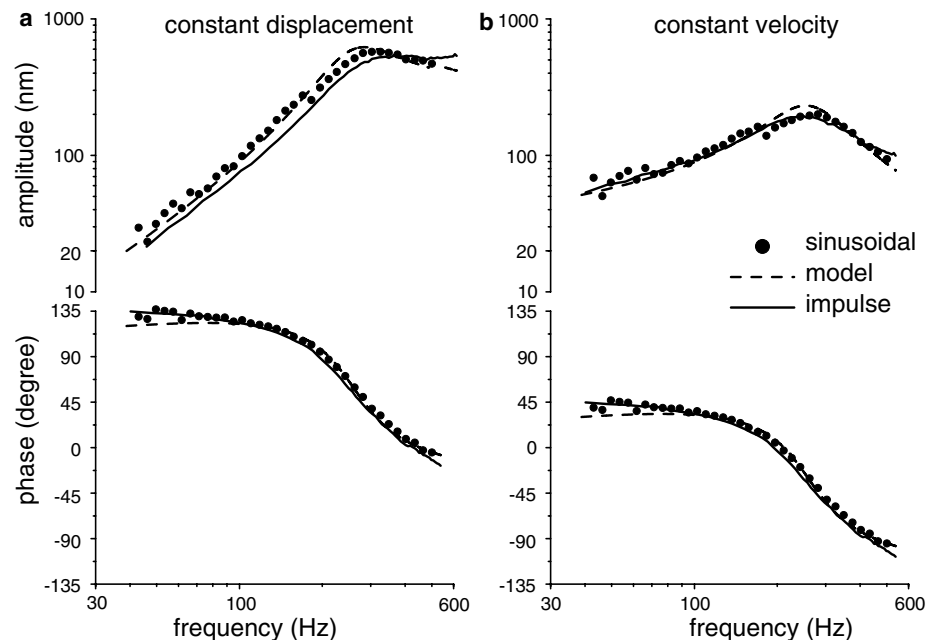 a
constant displacement
1000
100
20
10
amplitude (nm)
135
90
45
0
-45
-90
-135
phase (degree)
30
100
600
frequency (Hz)
b
constant velocity
1000
100
20
10
sinusoidal
model
impulse
135
90
45
0
-45
-90
-135
30
100
600
frequency (Hz)